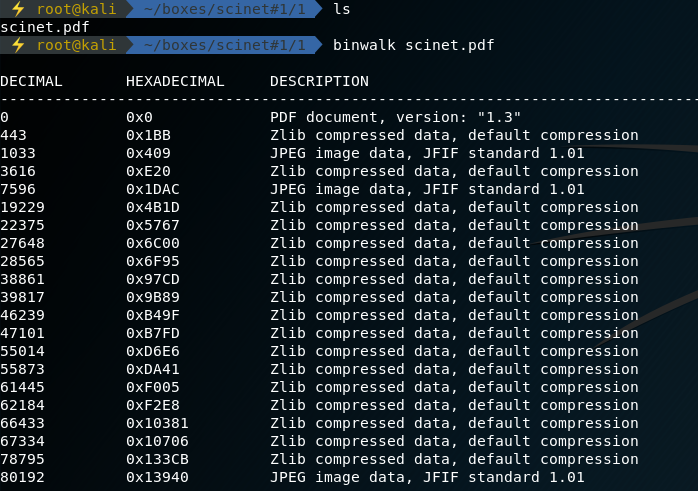 ⚡ root@kali ~/boxes/scinet#1/1 ls
scinet.pdf
⚡ root@kali ~/boxes/scinet#1/1 binwalk scinet.pdf
DECIMAL HEXADECIMAL DESCRIPTION
--------------------------------------------------------------------------------
0 0x0 PDF document, version: "1.3"
443 0x1BB Zlib compressed data, default compression
1033 0x409 JPEG image data, JFIF standard 1.01
3616 0xE20 Zlib compressed data, default compression
7596 0x1DAC JPEG image data, JFIF standard 1.01
19229 0x4B1D Zlib compressed data, default compression
22375 0x5767 Zlib compressed data, default compression
27648 0x6C00 Zlib compressed data, default compression
28565 0x6F95 Zlib compressed data, default compression
38861 0x97CD Zlib compressed data, default compression
39817 0x9B89 Zlib compressed data, default compression
46239 0xB49F Zlib compressed data, default compression
47101 0xB7FD Zlib compressed data, default compression
55014 0xD6E6 Zlib compressed data, default compression
55873 0xDA41 Zlib compressed data, default compression
61445 0xF005 Zlib compressed data, default compression
62184 0xF2E8 Zlib compressed data, default compression
66433 0x10381 Zlib compressed data, default compression
67334 0x10706 Zlib compressed data, default compression
78795 0x133CB Zlib compressed data, default compression
80192 0x13940 JPEG image data, JFIF standard 1.01